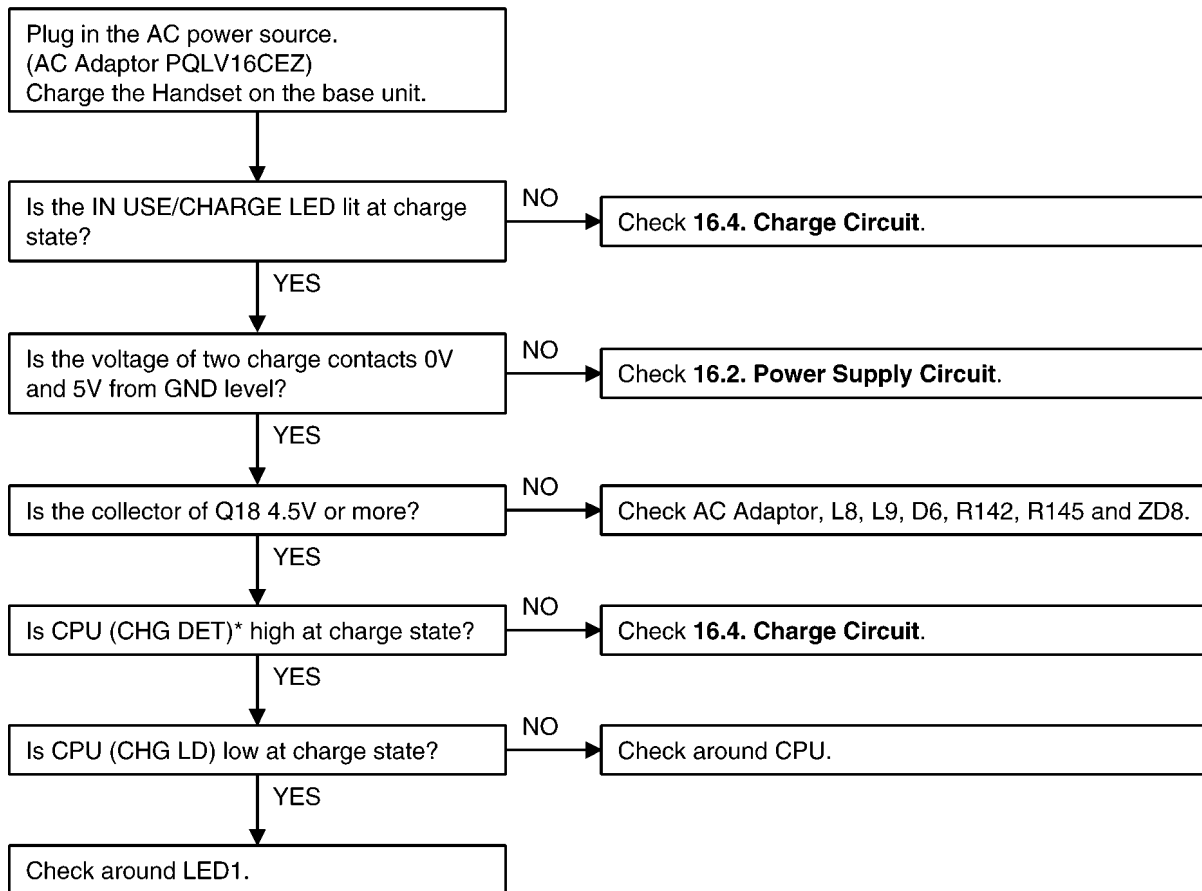 Plug in the AC power source.
(AC Adaptor PQLV16CEZ)
Charge the Handset on the base unit.
Is the IN USE/CHARGE LED lit at charge
state?
NO
Check 16.4. Charge Circuit.
YES
Is the voltage of two charge contacts 0V
and 5V from GND level?
NO
Check 16.2. Power Supply Circuit.
YES
Is the collector of Q18 4.5V or more?
NO
Check AC Adaptor, L8, L9, D6, R142, R145 and ZD8.
YES
Is CPU (CHG DET)* high at charge state?
NO
Check 16.4. Charge Circuit.
YES
Is CPU (CHG LD) low at charge state?
NO
Check around CPU.
YES
Check around LED1.